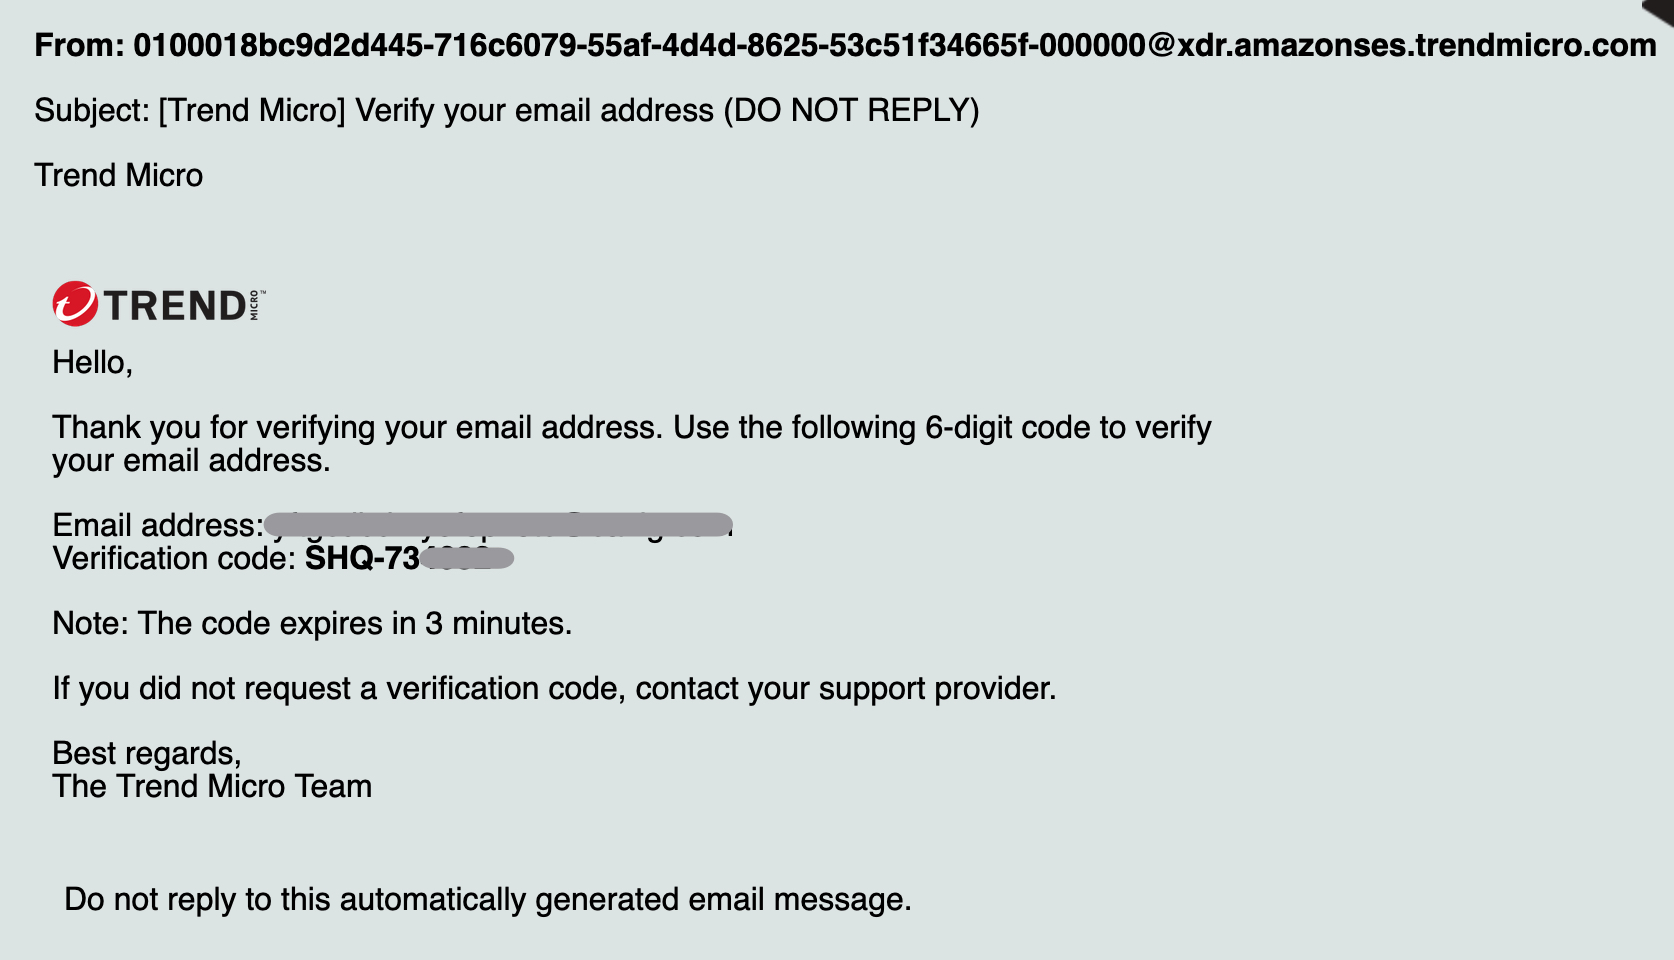 From: 0100018bc9d2d445-716c6079-55af-4d4d-8625-53c51f34665f-000000@xdr.amazonses.trendmicro.com
Subject: [Trend Micro] Verify your email address (DO NOT REPLY)
Trend Micro
TREND MICRO™
Hello,
Thank you for verifying your email address. Use the following 6-digit code to verify
your email address.
Email address:
Verification code: SHQ-73
Note: The code expires in 3 minutes.
If you did not request a verification code, contact your support provider.
Best regards,
The Trend Micro Team
Do not reply to this automatically generated email message.